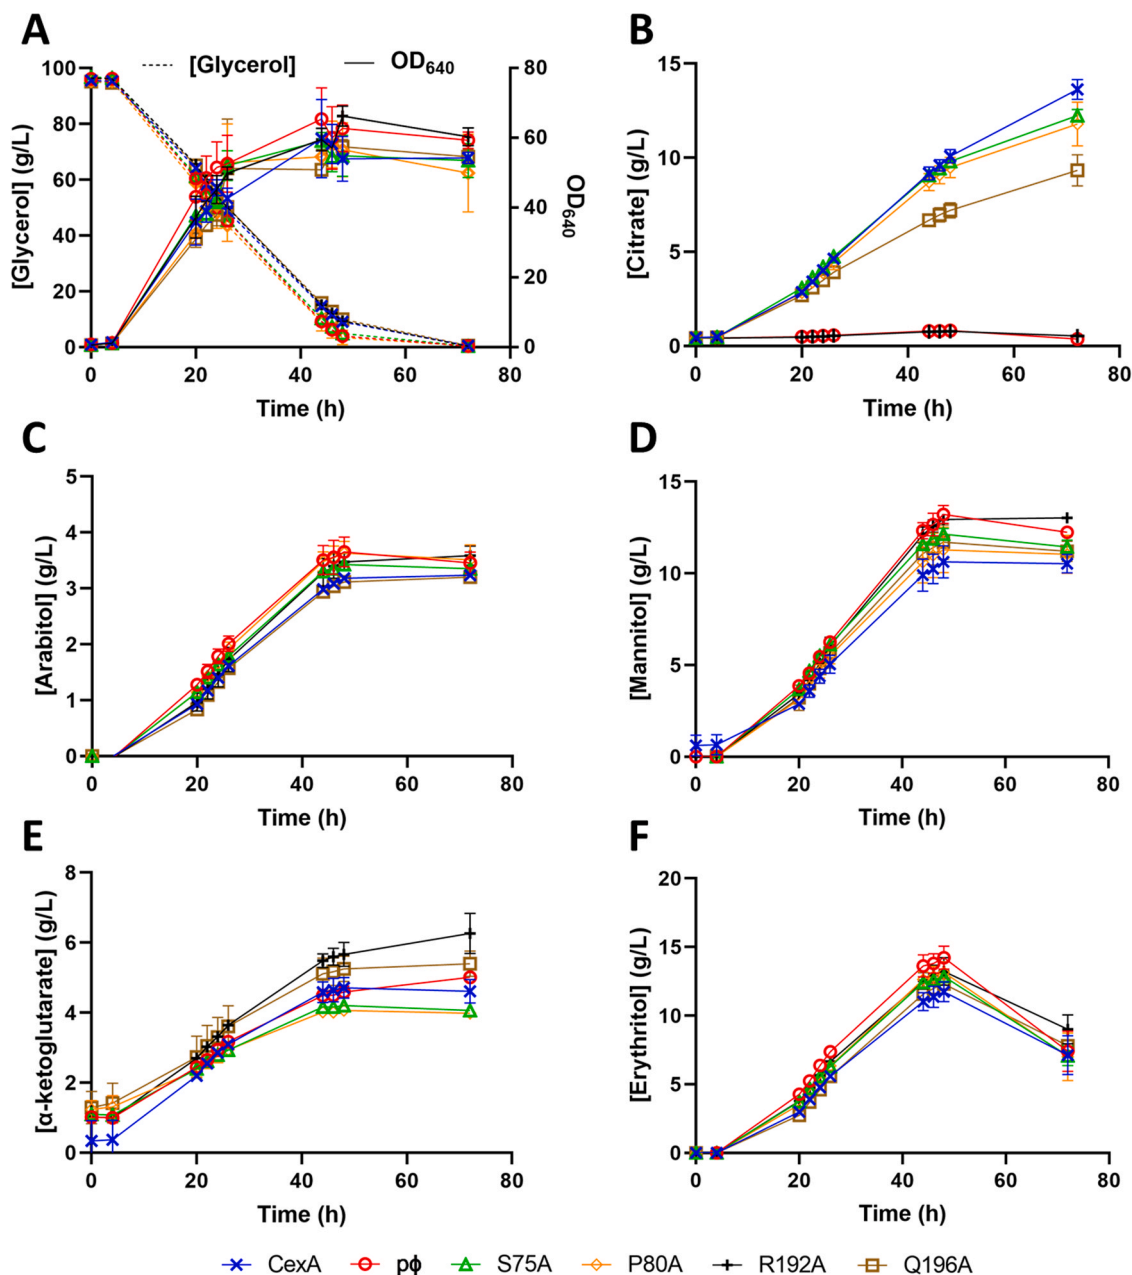 A
[Glycerol] OD640
100
80
60
40
20
0
80
60
40
20
0
0 20 40 60 80
[Glycerol] (g/L)
OD640
Time (h)
B
15
10
5
0
0 20 40 60 80
[Citrate] (g/L)
Time (h)
C
5
4
3
2
1
0
0 20 40 60 80
[Arabitol] (g/L)
Time (h)
D
15
10
5
0
0 20 40 60 80
[Mannitol] (g/L)
Time (h)
E
8
6
4
2
0
0 20 40 60 80
[α-ketoglutarate] (g/L)
Time (h)
F
20
15
10
5
0
0 20 40 60 80
[Erythritol] (g/L)
Time (h)
CexA pϕ S75A P80A R192A Q196A